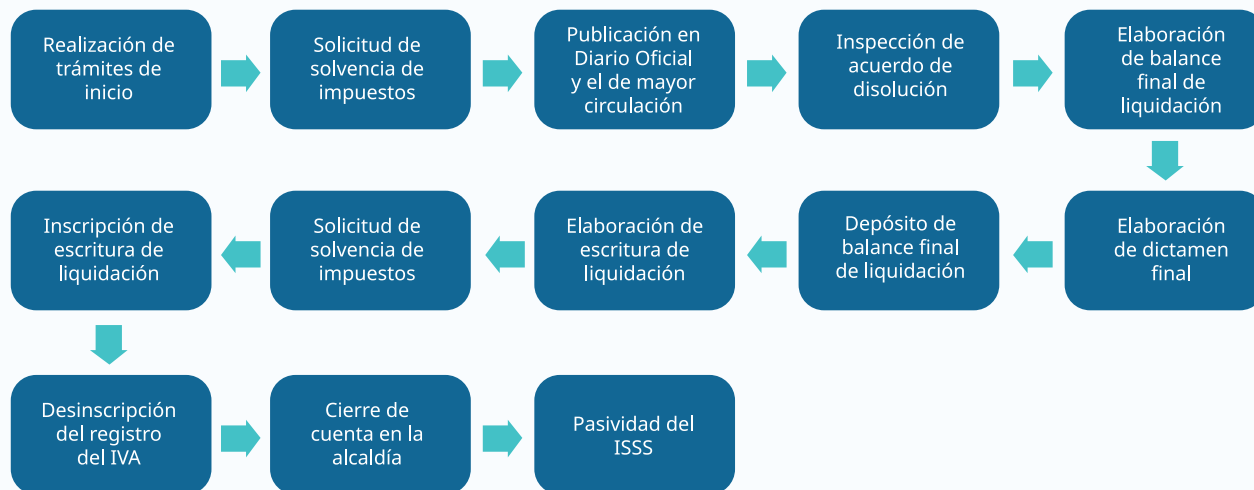 Realización de
trámites de
inicio
Solicitud de
solvencia de
impuestos
Publicación en
Diario Oficial
y el de mayor
circulación
Inspección de
acuerdo de
disolución
Elaboración
de balance
final de
liquidación
Elaboración
de dictamen
final
Depósito de
balance final
de liquidación
Elaboración de
escritura de
liquidación
Solicitud de
solvencia de
impuestos
Inscripción de
escritura de
liquidación
Desinscripción
del registro
del IVA
Cierre de
cuenta en la
alcaldía
Pasividad del
ISSS